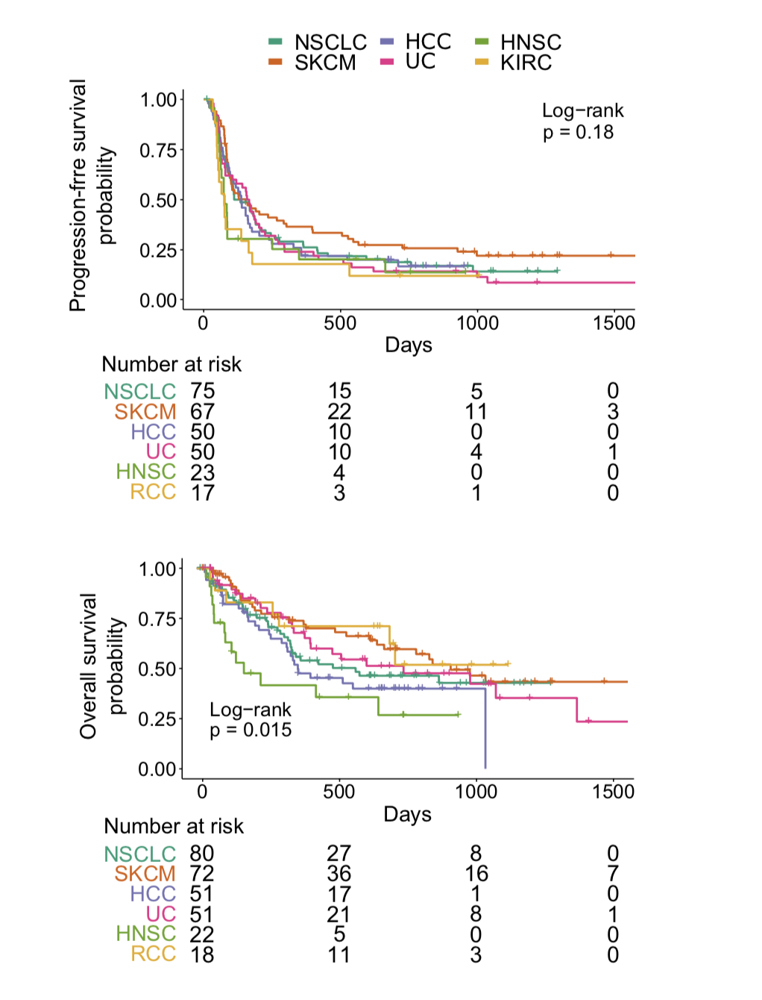 NSCLC HCC HNSC
SKCM UC KIRC
Progression-frre survival
probability
1.00
0.75
0.50
0.25
0.00
Log-rank
p = 0.18
0 500 1000 1500
Days
Number at risk
NSCLC 75 15 5 0
SKCM 67 22 11 3
HCC 50 10 0 0
UC 50 10 4 1
HNSC 23 4 0 0
RCC 17 3 1 0
Overall survival
probability
1.00
0.75
0.50
0.25
0.00
Log-rank
p = 0.015
0 500 1000 1500
Days
Number at risk
NSCLC 80 27 8 0
SKCM 72 36 16 7
HCC 51 17 1 0
UC 51 21 8 1
HNSC 22 5 0 0
RCC 18 11 3 0